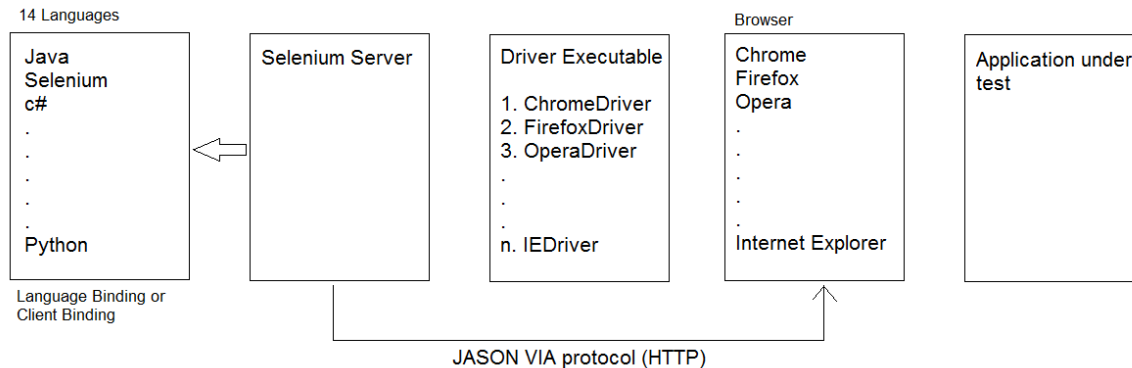 14 Languages
Java
Selenium
c#
.
.
.
.
.
Python
Language Binding or
Client Binding
Selenium Server
Driver Executable
1. ChromeDriver
2. FirefoxDriver
3. OperaDriver
.
.
.
n. IEDriver
Browser
Chrome
Firefox
Opera
.
.
.
.
.
Internet Explorer
Application under
test
JASON VIA protocol (HTTP)